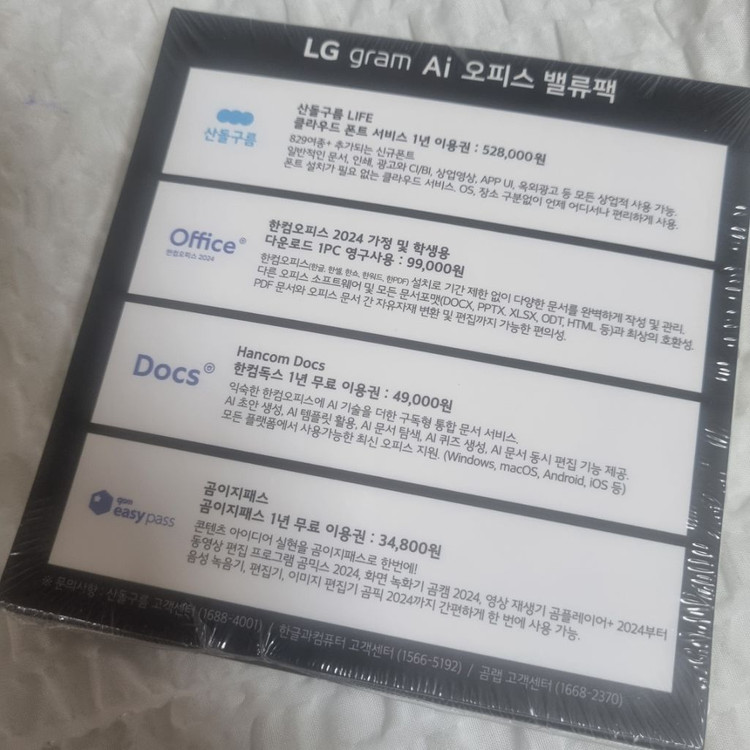 LG gram Ai 오피스 밸류팩
산돌구름
산돌구름 LIFE
클라우드 폰트 서비스 1년 이용권 : 528,000원
829여종+ 추가되는 신규폰트
일반적인 문서, 인쇄, 광고와 CI/BI, 상업영상, APP UI, 옥외광고 등 모든 상업적 사용 가능.
폰트 설치가 필요 없는 클라우드 서비스. OS, 장소 구분없이 언제 어디서나 편리하게 사용.
Office
한컴오피스 2024
한컴오피스 2024 가정 및 학생용
다운로드 1PC 영구사용 : 99,000원
한컴오피스(한글, 한셀, 한쇼, 한워드, 한PDF) 설치로 기간 제한 없이 다양한 문서를 완벽하게 작성 및 관리.
다른 오피스 소프트웨어 및 모든 문서포맷(DOCX, PPTX, XLSX, ODT, HTML 등)과 최상의 호환성.
PDF 문서와 오피스 문서 간 자유자재 변환 및 편집까지 가능한 편의성.
Docs
Hancom Docs
한컴독스 1년 무료 이용권 : 49,000원
익숙한 한컴오피스에 AI 기술을 더한 구독형 통합 문서 서비스.
AI 초안 생성, AI 템플릿 활용, AI 문서 탐색, AI 퀴즈 생성, AI 문서 동시 편집 기능 제공.
모든 플랫폼에서 사용가능한 최신 오피스 지원. (Windows, macOS, Android, iOS 등)
gom
easy pass
곰이지패스
곰이지패스 1년 무료 이용권 : 34,800원
콘텐츠 아이디어 실현을 곰이지패스로 한번에!
동영상 편집 프로그램 곰믹스 2024, 화면 녹화기 곰캠 2024, 영상 재생기 곰플레이어+ 2024부터
음성 녹음기, 편집기, 이미지 편집기 곰픽 2024까지 간편하게 한 번에 사용 가능.
※ 문의사항 : 산돌구름 고객센터 (1688-4001) / 한글과컴퓨터 고객센터 (1566-5192) / 곰랩 고객센터 (1668-2370)